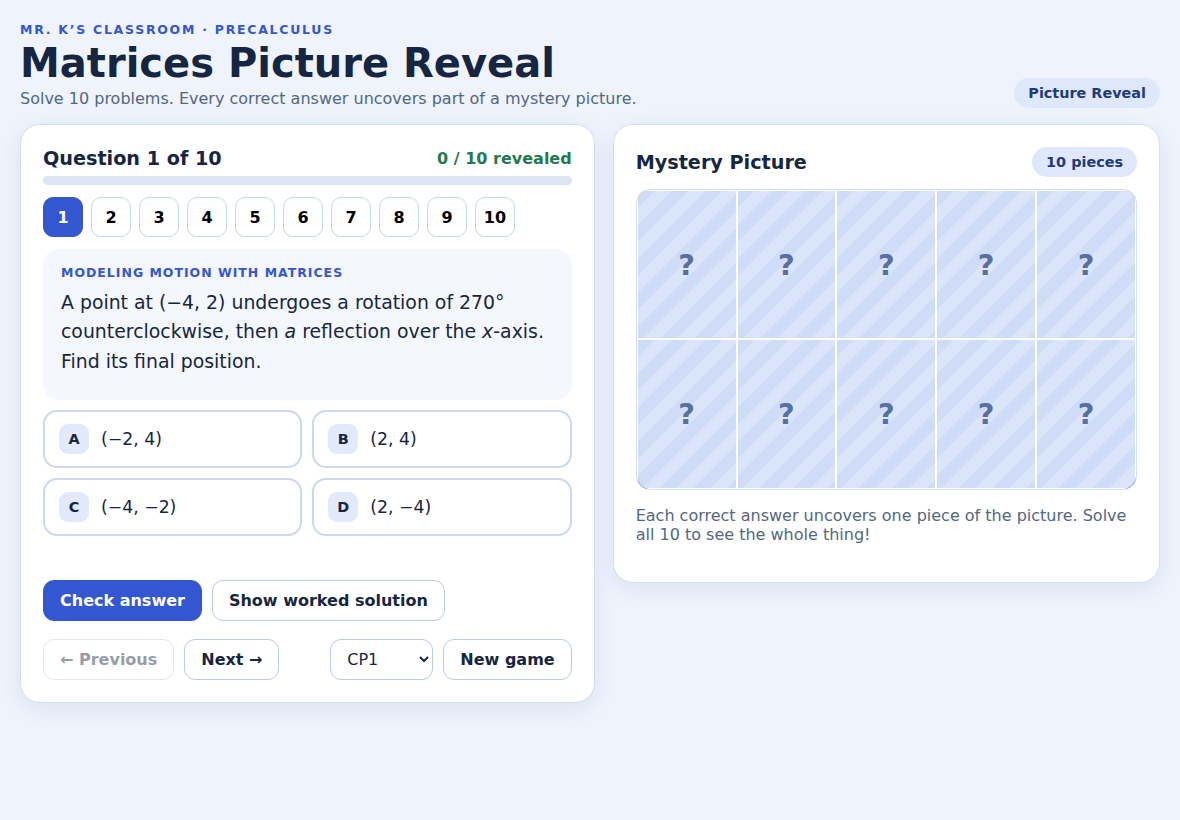 MR. K’S CLASSROOM · PRECALCULUS
Matrices Picture Reveal
Solve 10 problems. Every correct answer uncovers part of a mystery picture.
Picture Reveal
Question 1 of 10
0 / 10 revealed
1 2 3 4 5 6 7 8 9 10
MODELING MOTION WITH MATRICES
A point at (−4, 2) undergoes a rotation of 270°
counterclockwise, then a reflection over the x-axis.
Find its final position.
A (−2, 4)
B (2, 4)
C (−4, −2)
D (2, −4)
Check answer
Show worked solution
← Previous
Next →
CP1
New game
Mystery Picture
10 pieces
? ? ? ? ?
? ? ? ? ?
Each correct answer uncovers one piece of the picture. Solve
all 10 to see the whole thing!